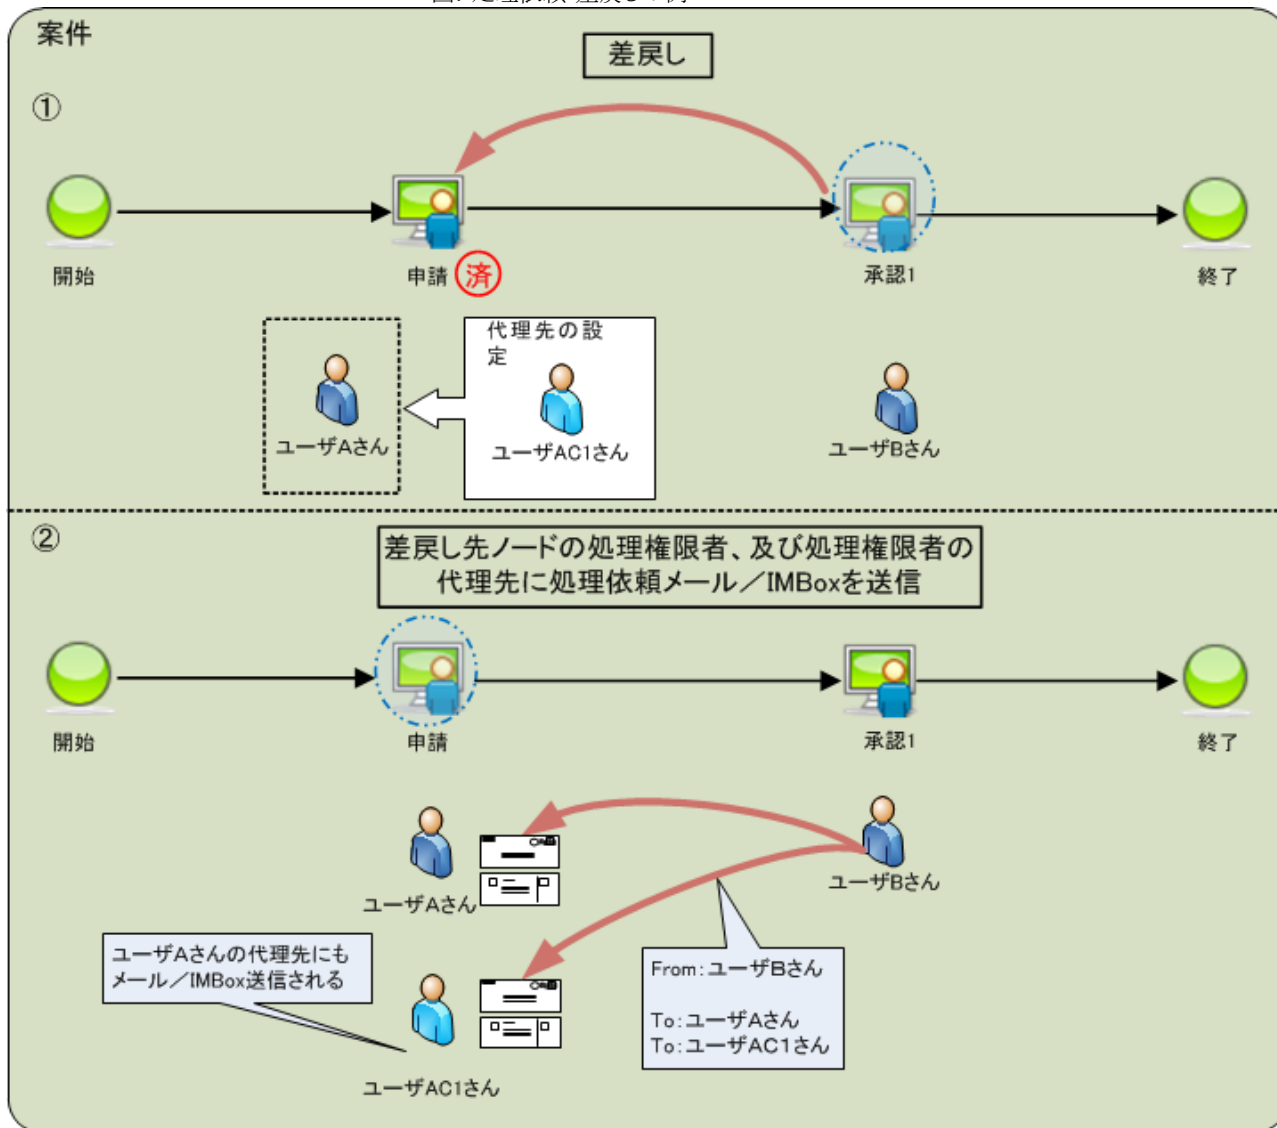 案件
差戻し
①
開始
申請
済
承認1
終了
代理先の設
定
ユーザAさん
ユーザAC1さん
ユーザBさん
②
差戻し先ノードの処理権限者、及び処理権限者の
代理先に処理依頼メール／IMBoxを送信
開始
申請
承認1
終了
ユーザAさん
ユーザBさん
ユーザAさんの代理先にも
メール／IMBox送信される
From:ユーザBさん
To:ユーザAさん
To:ユーザAC1さん
ユーザAC1さん